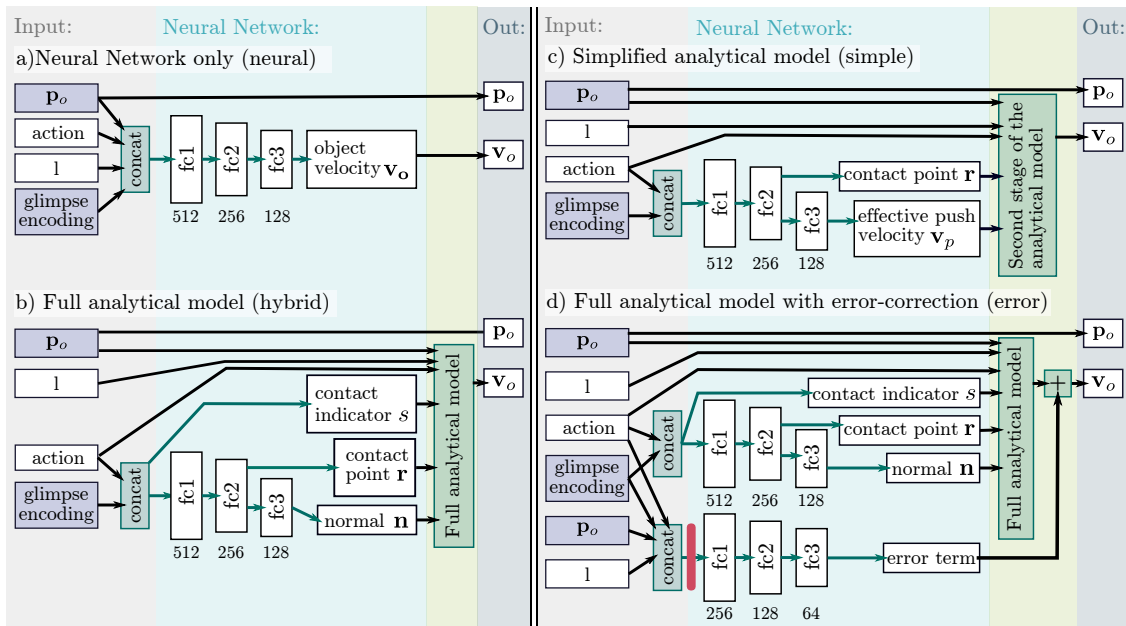 Input:
Neural Network:
Out:
a)Neural Network only (neural)
p_o
action
l
glimpse
encoding
concat
fc1
fc2
fc3
512
256
128
object
velocity v_o
p_o
v_o
b) Full analytical model (hybrid)
p_o
l
action
glimpse
encoding
concat
fc1
fc2
fc3
512
256
128
contact
indicator s
contact
point r
normal n
Full analytical model
p_o
v_o
Input:
Neural Network:
Out:
c) Simplified analytical model (simple)
p_o
l
action
glimpse
encoding
concat
fc1
fc2
fc3
512
256
128
contact point r
effective push
velocity v_p
Second stage of the
analytical model
p_o
v_o
d) Full analytical model with error-correction (error)
p_o
l
action
glimpse
encoding
p_o
l
concat
fc1
fc2
fc3
512
256
128
contact indicator s
contact point r
normal n
concat
fc1
fc2
fc3
256
128
64
error term
Full analytical model
+
p_o
v_o